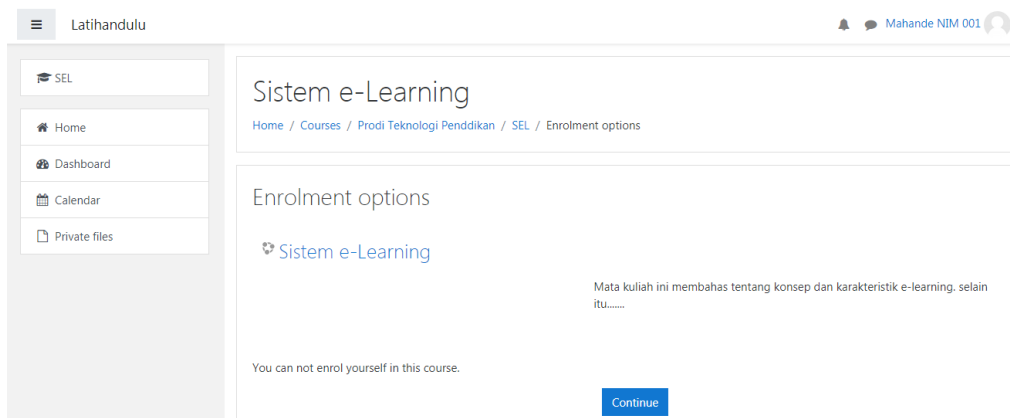 Latihandulu
Mahande NIM 001
SEL
Home
Dashboard
Calendar
Private files
Sistem e-Learning
Home / Courses / Prodi Teknologi Penddikan / SEL / Enrolment options
Enrolment options
Sistem e-Learning
Mata kuliah ini membahas tentang konsep dan karakteristik e-learning. selain
itu.......
You can not enrol yourself in this course.
Continue